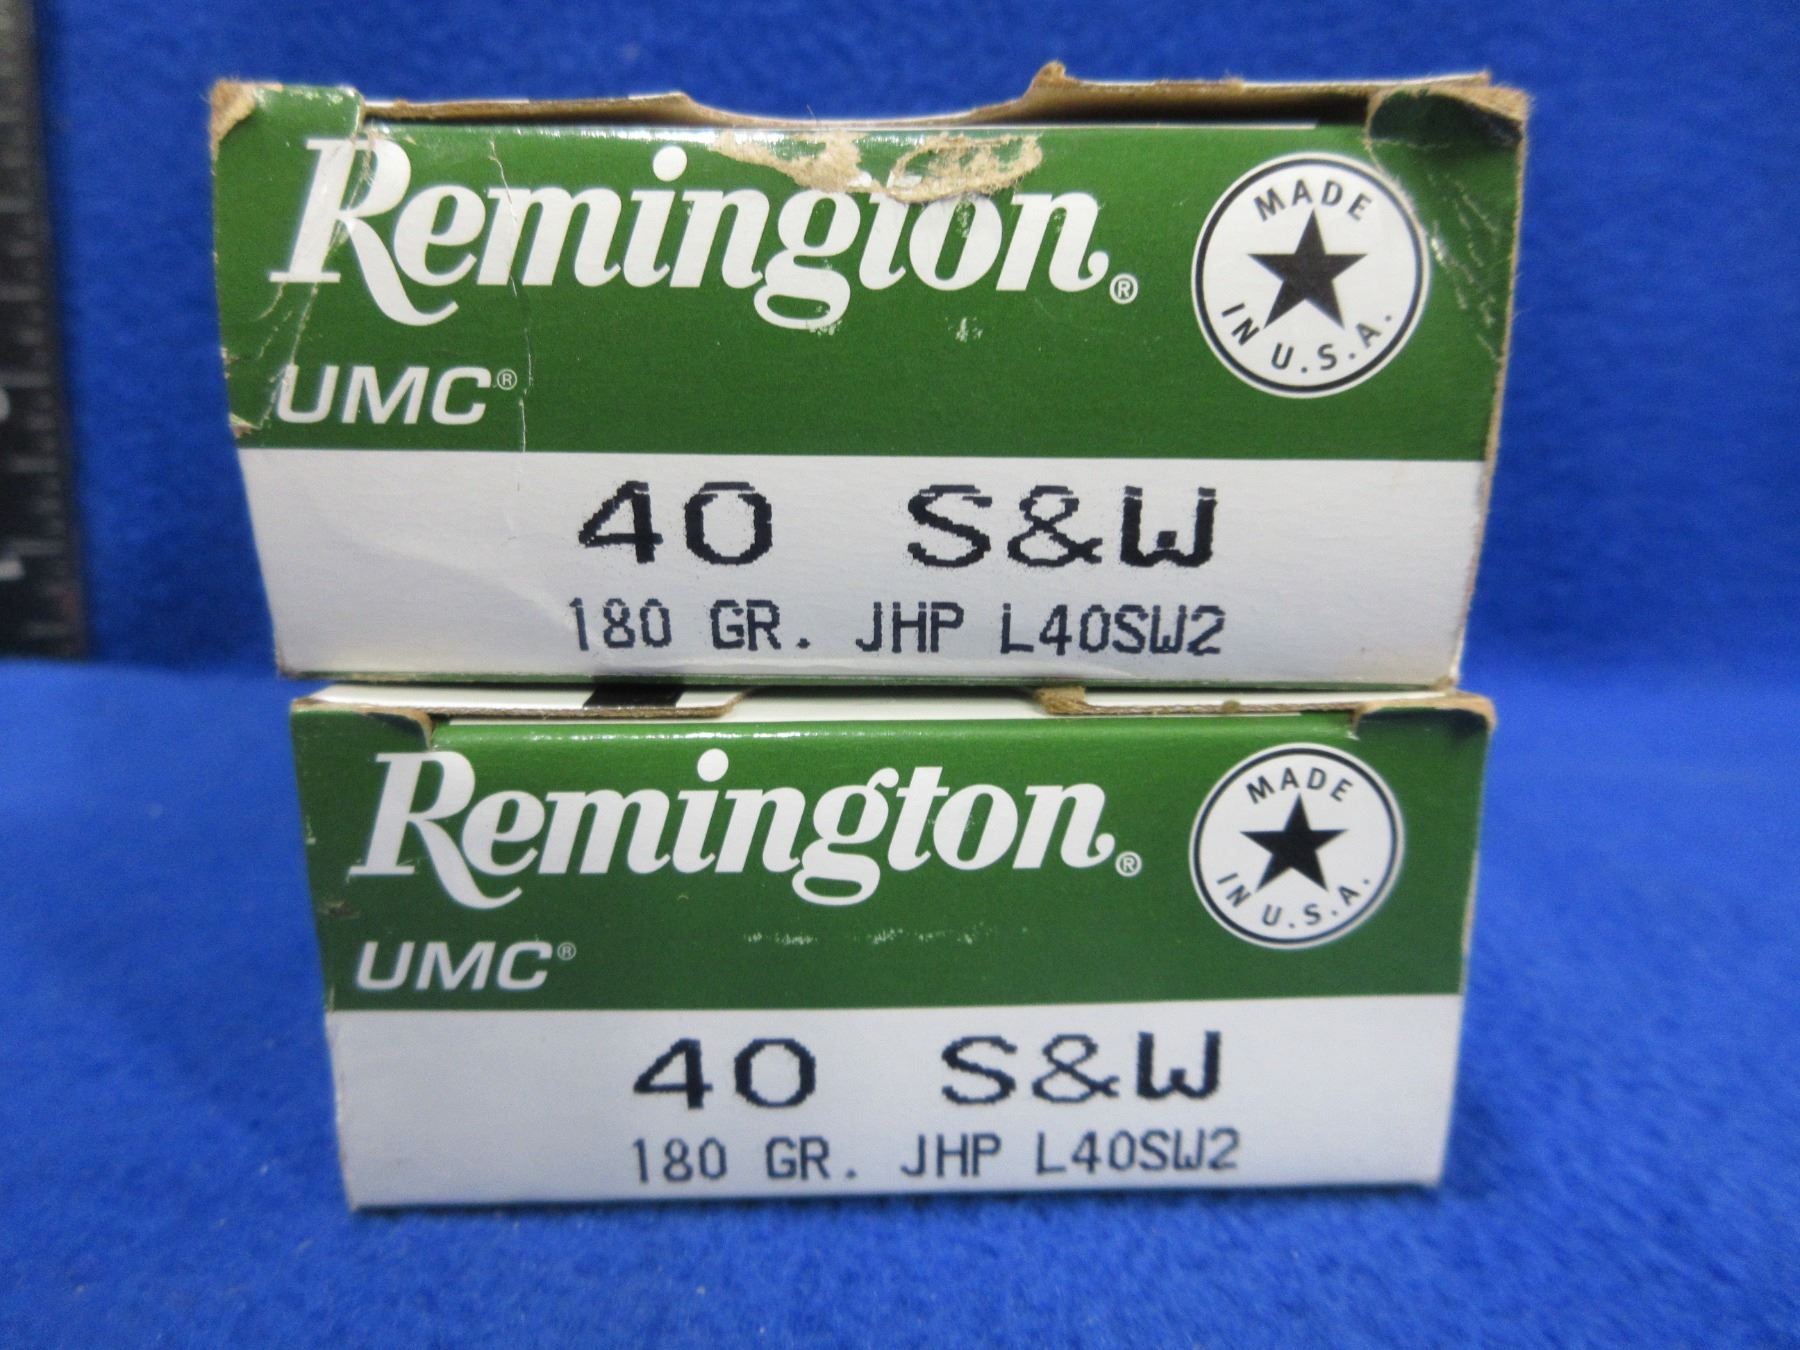 Remington®
MADE
IN U.S.A.
UMC®
40 S&W
180 GR. JHP L40SW2
Remington®
MADE
IN U.S.A.
UMC®
40 S&W
180 GR. JHP L40SW2